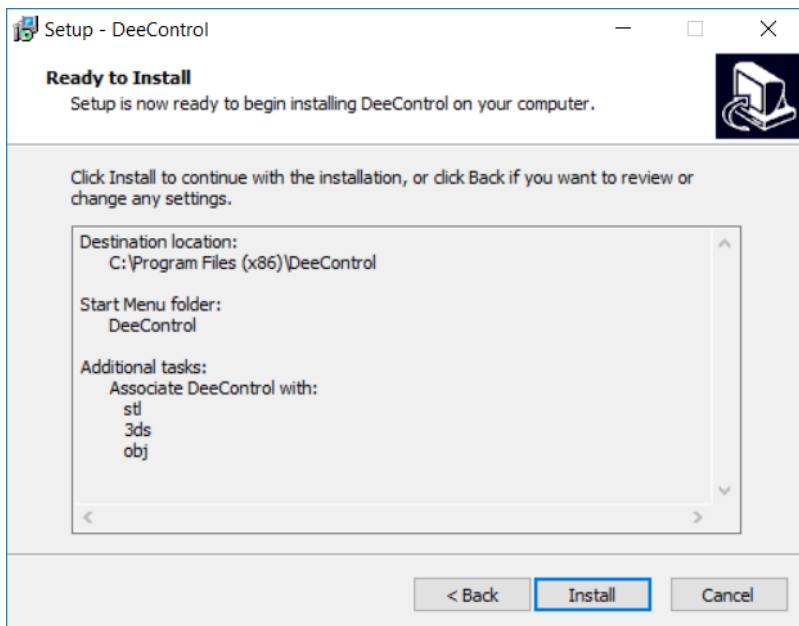 Setup - DeeControl
Ready to Install
Setup is now ready to begin installing DeeControl on your computer.
Click Install to continue with the installation, or click Back if you want to review or
change any settings.
Destination location:
C:\Program Files (x86)\DeeControl
Start Menu folder:
DeeControl
Additional tasks:
Associate DeeControl with:
stl
3ds
obj
< Back
Install
Cancel